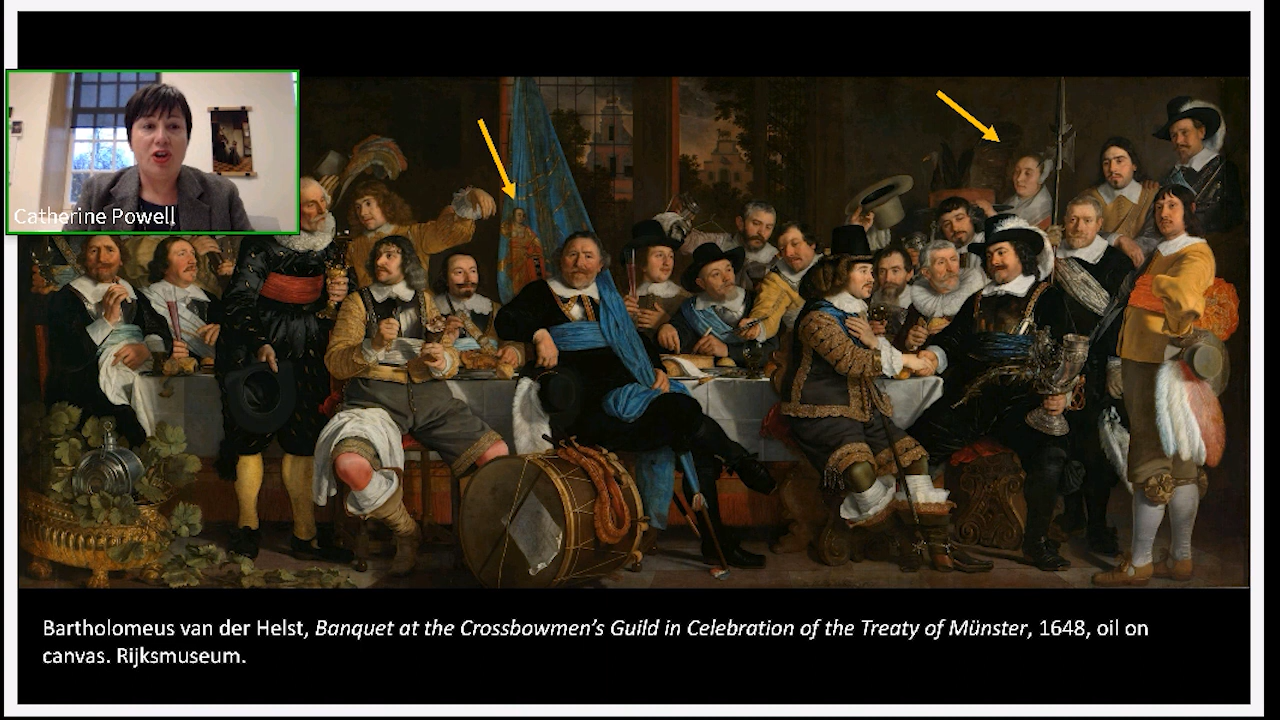 Catherine Powell
Bartholomeus van der Helst, Banquet at the Crossbowmen's Guild in Celebration of the Treaty of Münster, 1648, oil on
canvas. Rijksmuseum.